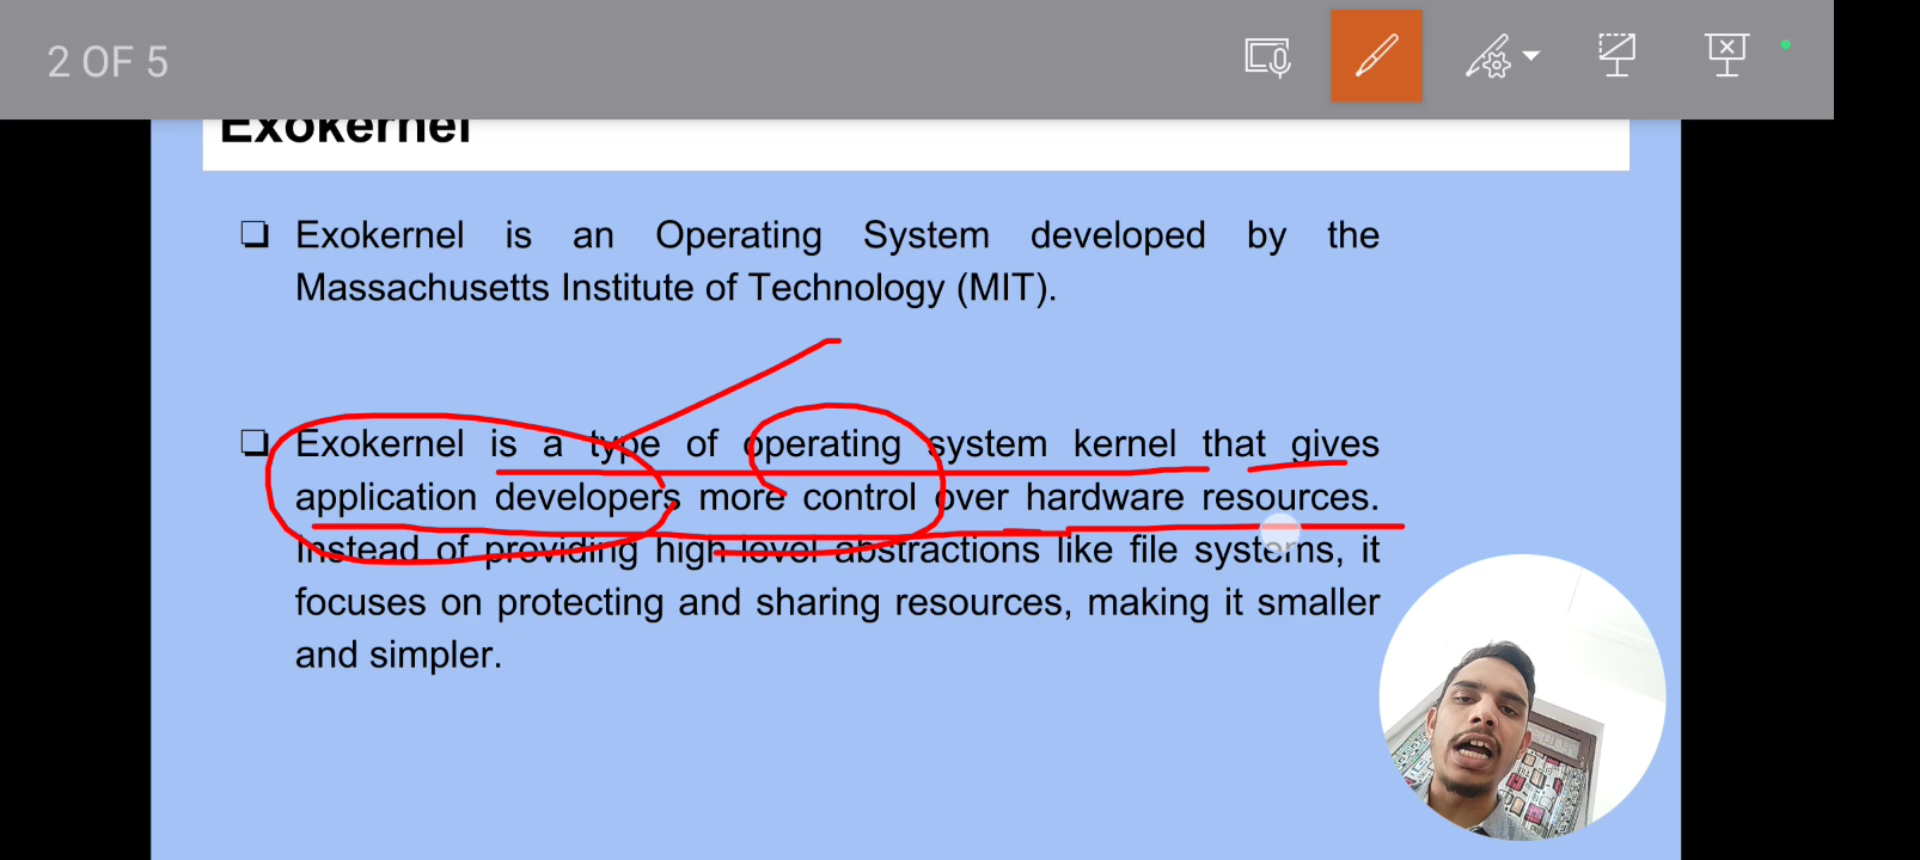 2 OF 5
Exokernel
❑ Exokernel is an Operating System developed by the
Massachusetts Institute of Technology (MIT).
❑ Exokernel is a type of operating system kernel that gives
application developers more control over hardware resources.
Instead of providing high level abstractions like file systems, it
focuses on protecting and sharing resources, making it smaller
and simpler.